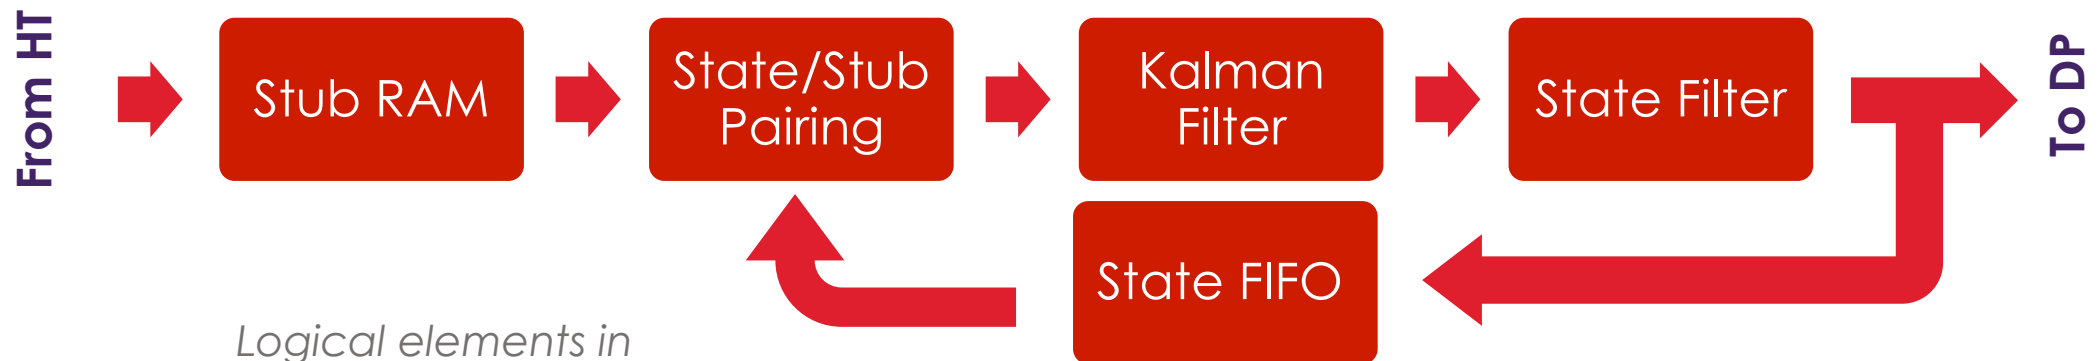 From HT
Stub RAM
State/Stub
Pairing
Kalman
Filter
State Filter
To DP
State FIFO
Logical elements in